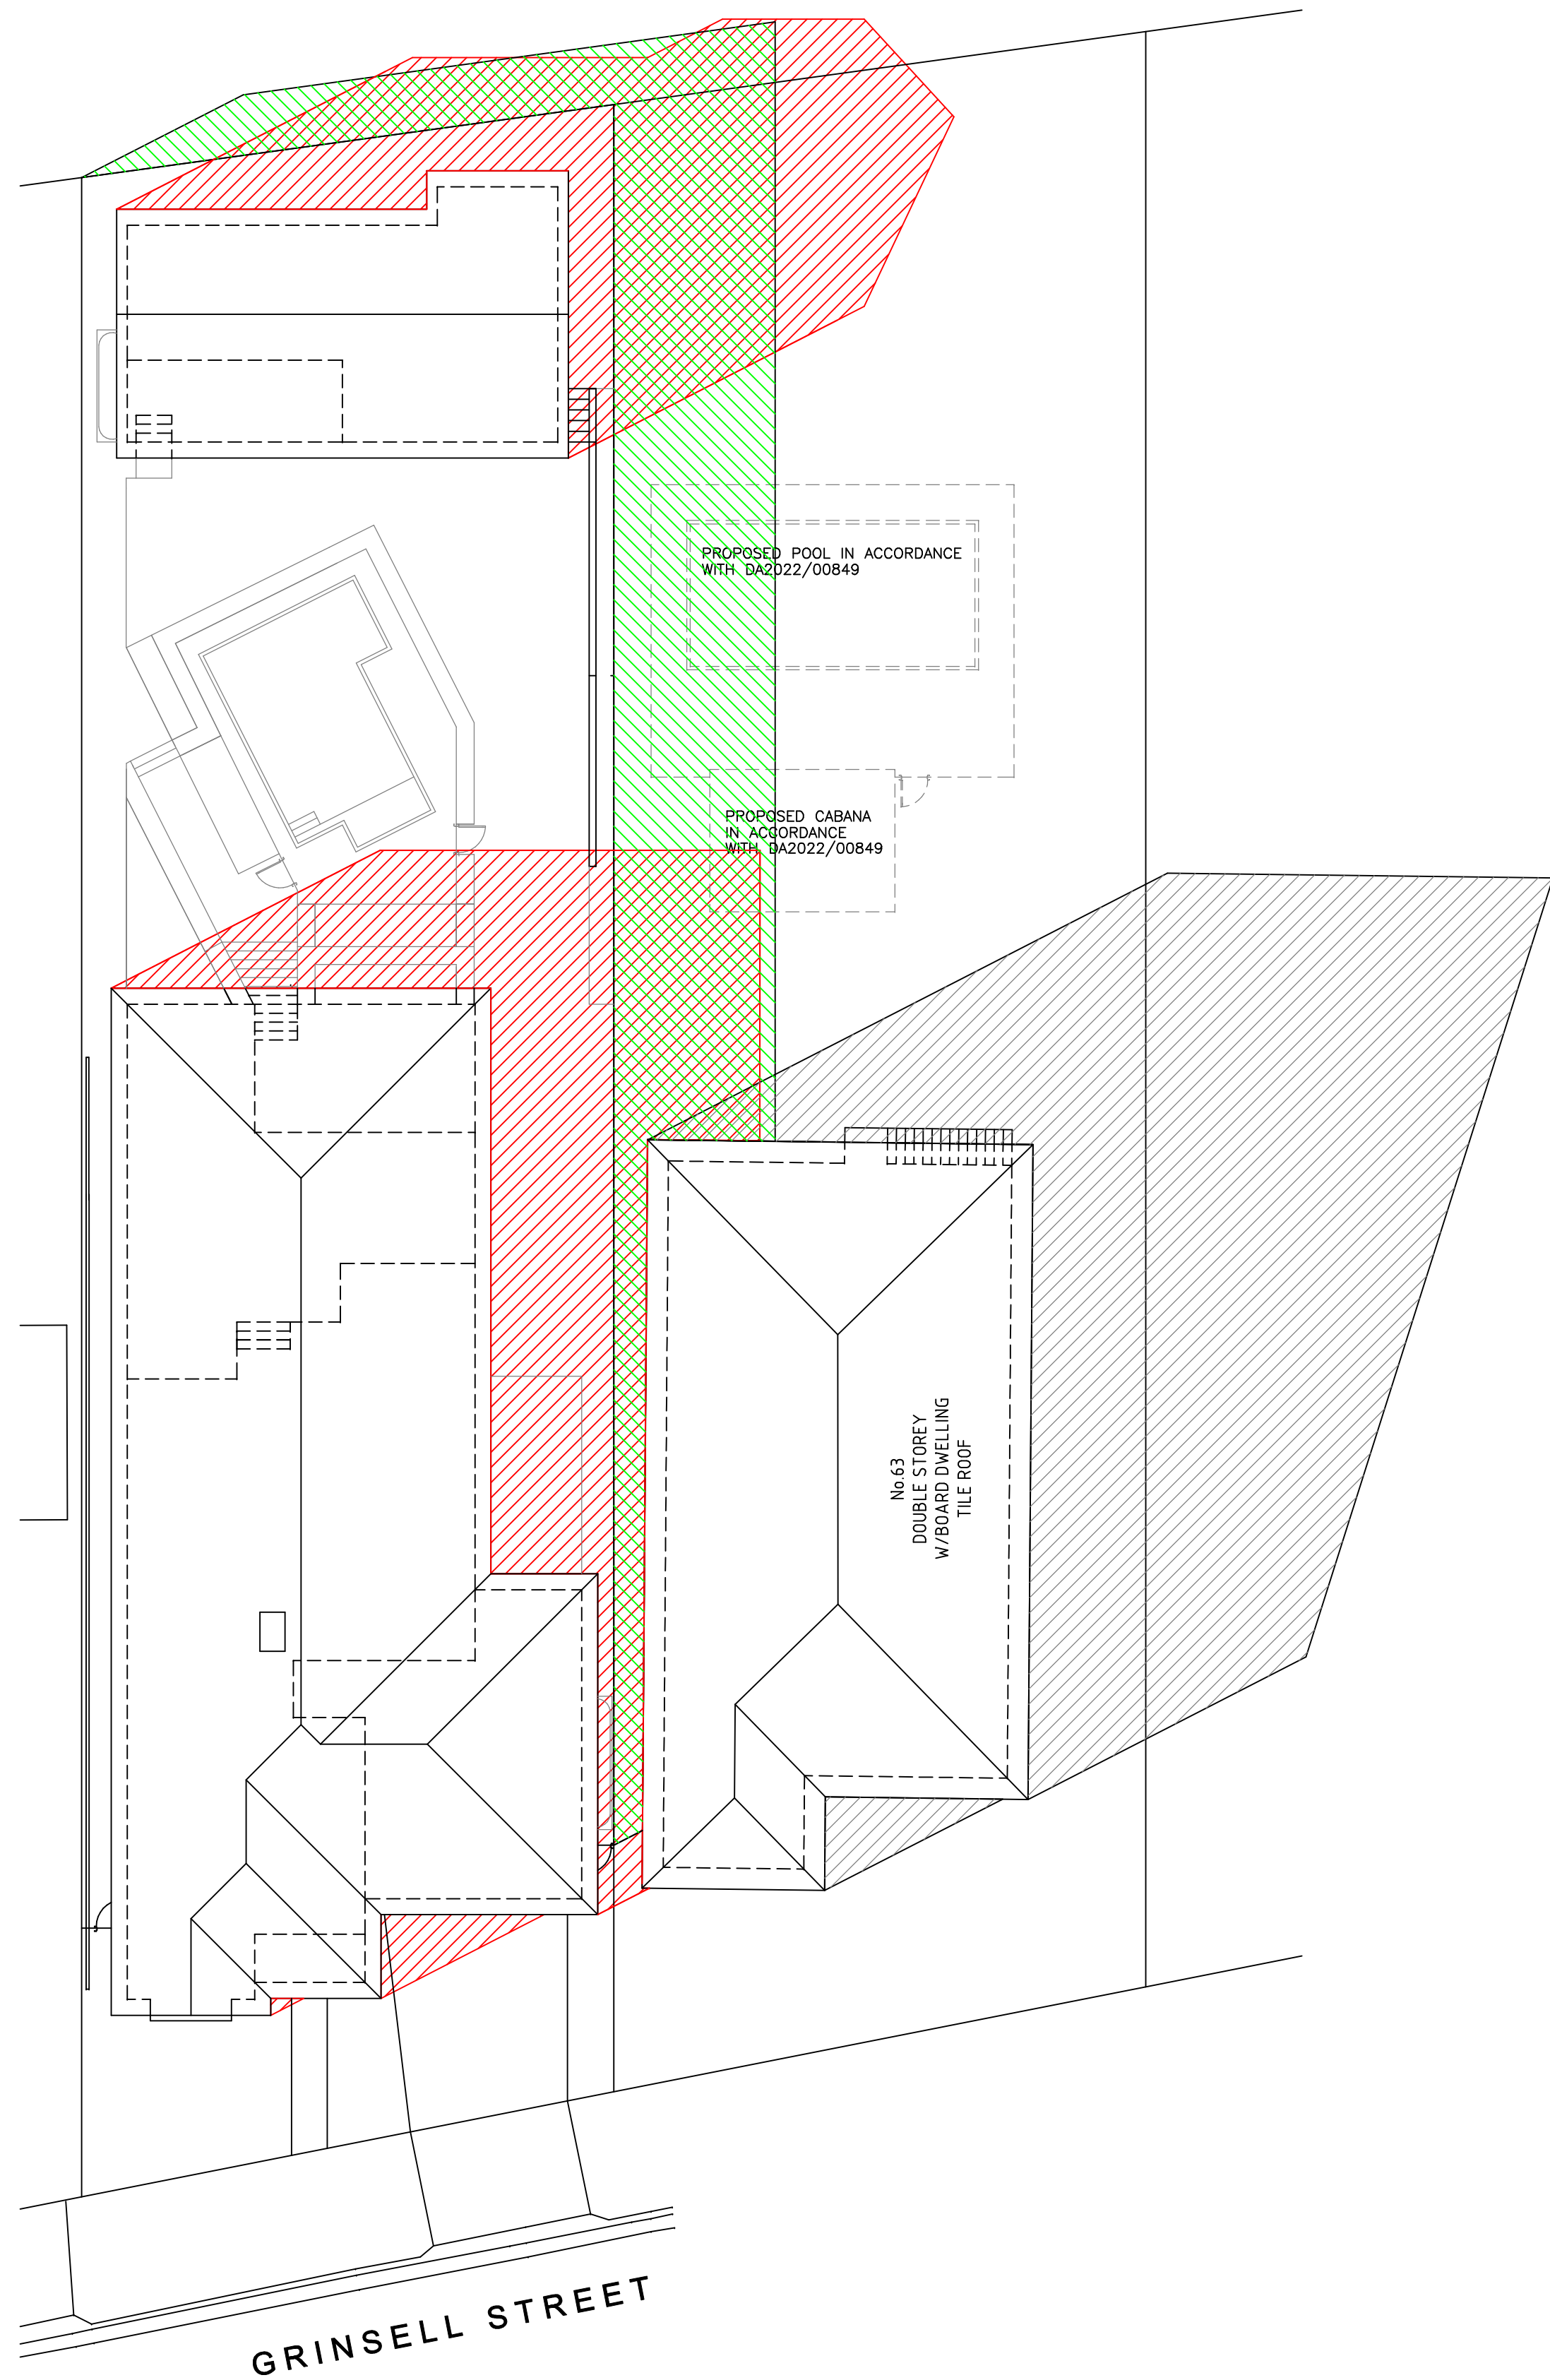 PROPOSED POOL IN ACCORDANCE
WITH DA2022/00849
PROPOSED CABANA
IN ACCORDANCE
WITH DA2022/00849
No.63
DOUBLE STOREY
W/BOARD DWELLING
TILE ROOF
GRINSELL STREET